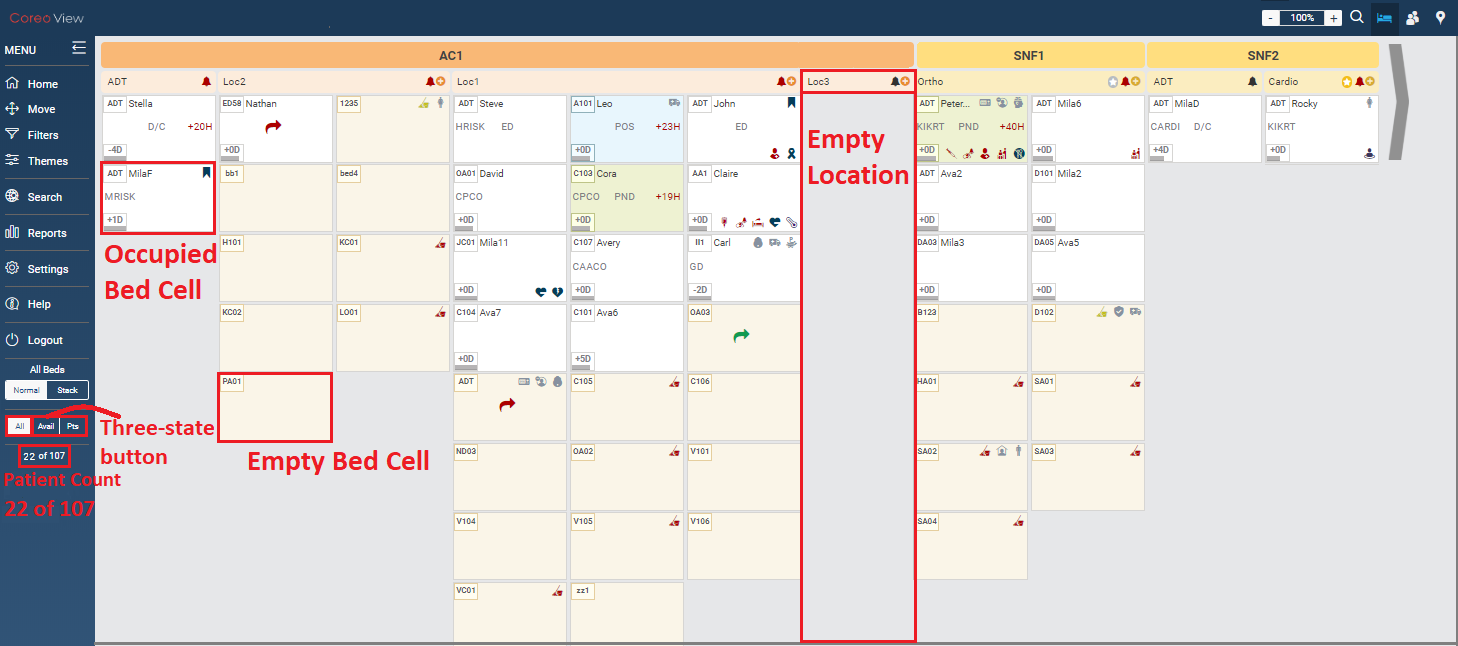 Coreo View
- 100% +
MENU
Home
Move
Filters
Themes
Search
Reports
Settings
Help
Logout
All Beds
Normal Stack
All Avail Pts
22 of 107
Three-state
button
Patient Count
22 of 107
AC1 SNF1 SNF2
ADT Loc2 Loc1 Loc3 Ortho ADT Cardio
ADT Stella
D/C +20H
-4D
ED58 Nathan
+0D
1235
ADT Steve
HRISK ED
A101 Leo
POS +23H
+0D
ADT John
ED
Empty
Location
ADT Peter...
KIKRT PND +40H
+0D
ADT Mila6
+0D
ADT MilaD
CARDI D/C
+4D
ADT Rocky
KIKRT
+0D
ADT MilaF
MRISK
+1D
Occupied
Bed Cell
bb1
bed4
OA01 David
CPCO
+0D
C103 Cora
CPCO PND +19H
+0D
AA1 Claire
+0D
ADT Ava2
+0D
D101 Mila2
+0D
H101
KC01
JC01 Mila11
+0D
C107 Avery
CAACO
+0D
II1 Carl
GD
-2D
DA03 Mila3
+0D
DA05 Ava5
+0D
KC02
LO01
C104 Ava7
+0D
C101 Ava6
+5D
OA03
B123
D102
PA01
Empty Bed Cell
ADT
C105
C106
HA01
SA01
ND03
OA02
V101
SA02
SA03
V104
V105
V106
SA04
VC01
zz1